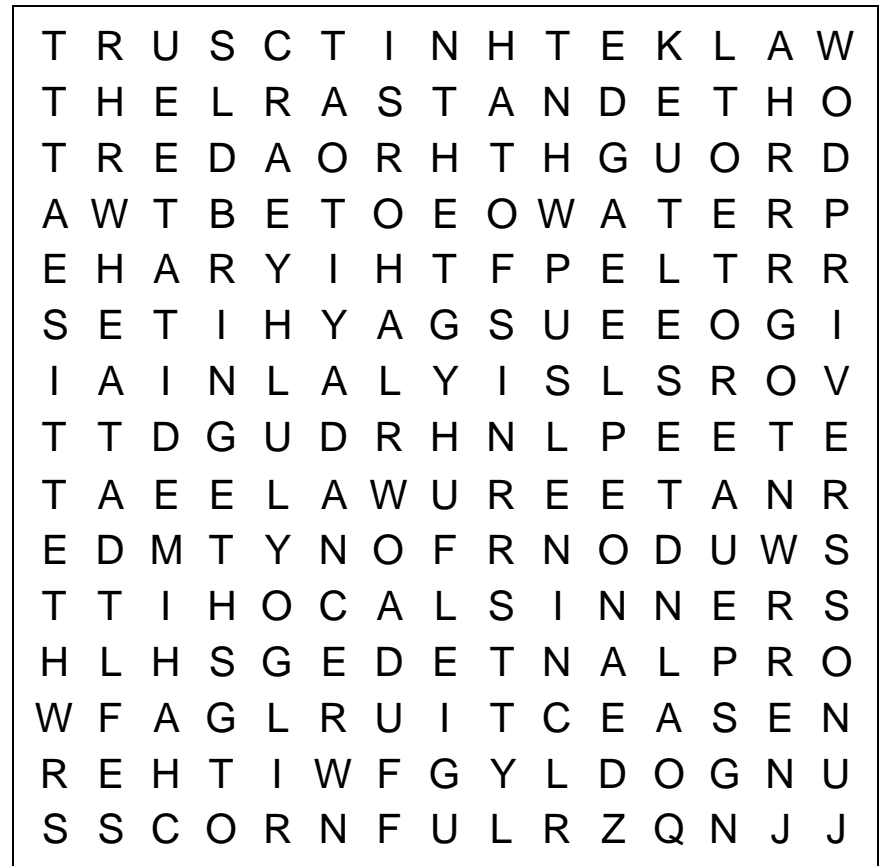 T R U S C T I N H T E K L A W
T H E L R A S T A N D E T H O
T R E D A O R H T H G U O R D
A W T B E T O E O W A T E R P
E H A R Y I H T F P E L T R R
S E T I H Y A G S U E E O G I
I A I N L A L Y I S L S R O V
T T D G U D R H N L P E E T E
T A E E L A W U R E E T A N R
E D M T Y N O F R N O D U W S
T T I H O C A L S I N N E R S
H L H S G E D E T N A L P R O
W F A G L R U I T C E A S E N
R E H T I W F G Y L D O G N U
S S C O R N F U L R Z Q N J J